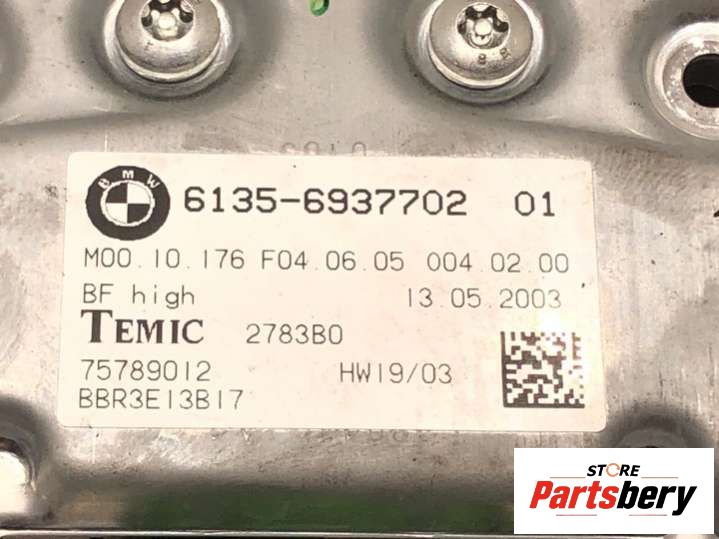 BMW
6135-6937702 01
M00.10.176 F04.06.05 004.02.00
BF high 13.05.2003
TEMIC 2783B0
75789012 HW19/03
BBR3E13B17
STORE
Partsbery